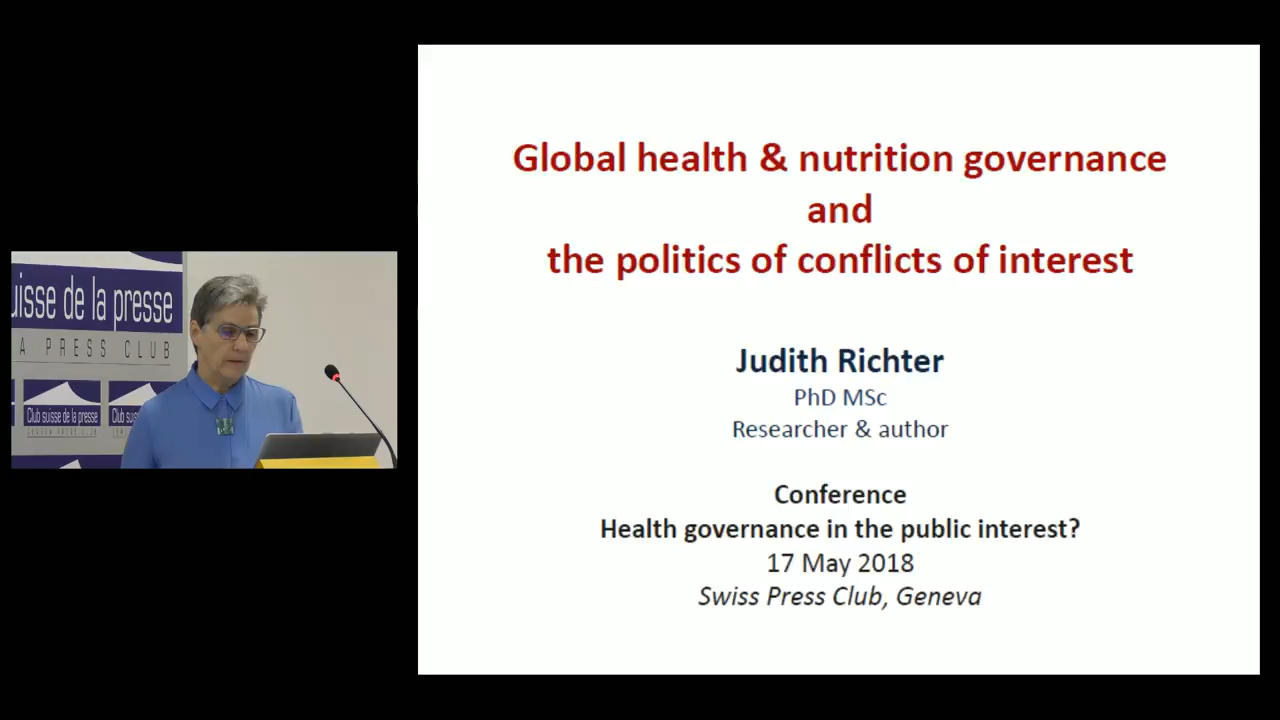 uisse de la presse
A PRESS CLUB
Club suisse de la presse
Club suis
Global health & nutrition governance
and
the politics of conflicts of interest
Judith Richter
PhD MSc
Researcher & author
Conference
Health governance in the public interest?
17 May 2018
Swiss Press Club, Geneva